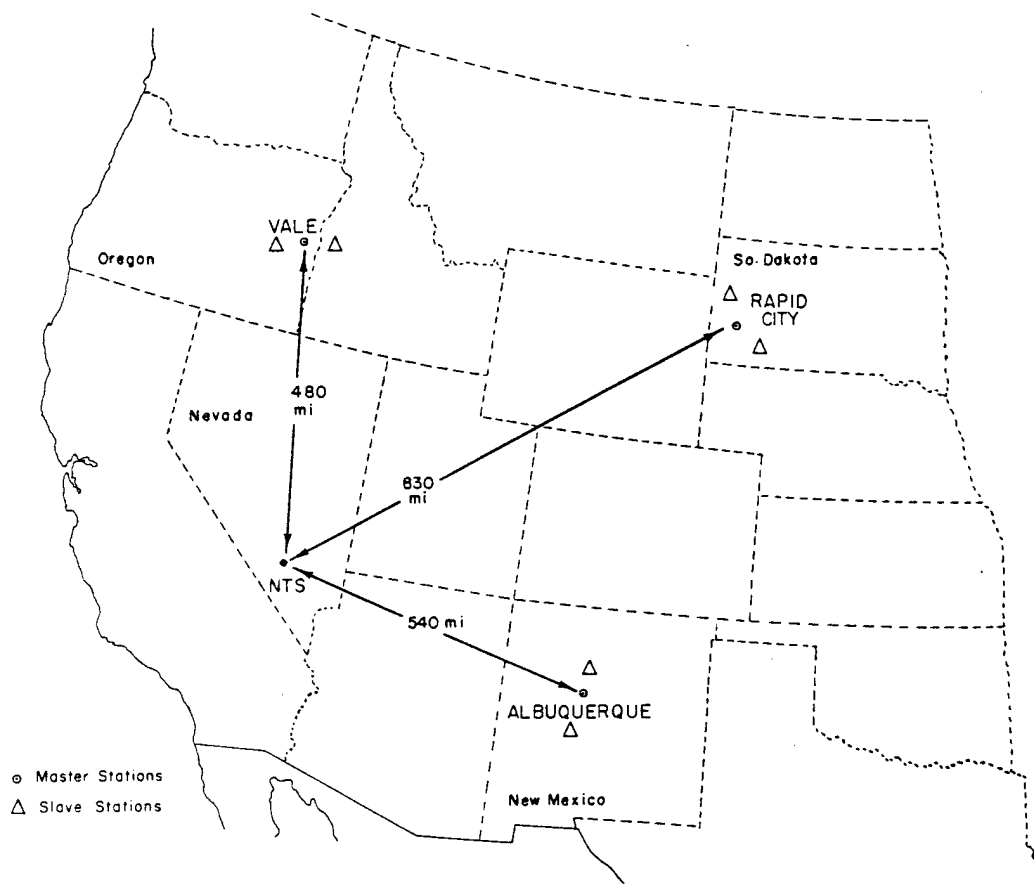 VALE
Oregon
So. Dakota
RAPID
CITY
480
mi
Nevada
830
mi
NTS
540 mi
ALBUQUERQUE
Master Stations
Slave Stations
New Mexico